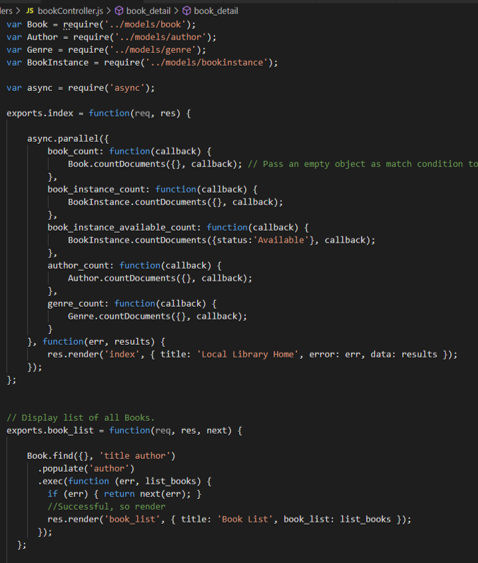 lers > JS bookController.js > book_detail > book_detail
var Book = require('../models/book');
var Author = require('../models/author');
var Genre = require('../models/genre');
var BookInstance = require('../models/bookinstance');

var async = require('async');

exports.index = function(req, res) {

    async.parallel({
        book_count: function(callback) {
            Book.countDocuments({}, callback); // Pass an empty object as match condition to
        },
        book_instance_count: function(callback) {
            BookInstance.countDocuments({}, callback);
        },
        book_instance_available_count: function(callback) {
            BookInstance.countDocuments({status:'Available'}, callback);
        },
        author_count: function(callback) {
            Author.countDocuments({}, callback);
        },
        genre_count: function(callback) {
            Genre.countDocuments({}, callback);
        }
    }, function(err, results) {
        res.render('index', { title: 'Local Library Home', error: err, data: results });
    });
};


// Display list of all Books.
exports.book_list = function(req, res, next) {

    Book.find({}, 'title author')
      .populate('author')
      .exec(function (err, list_books) {
        if (err) { return next(err); }
        //Successful, so render
        res.render('book_list', { title: 'Book List', book_list: list_books });
      });
  };